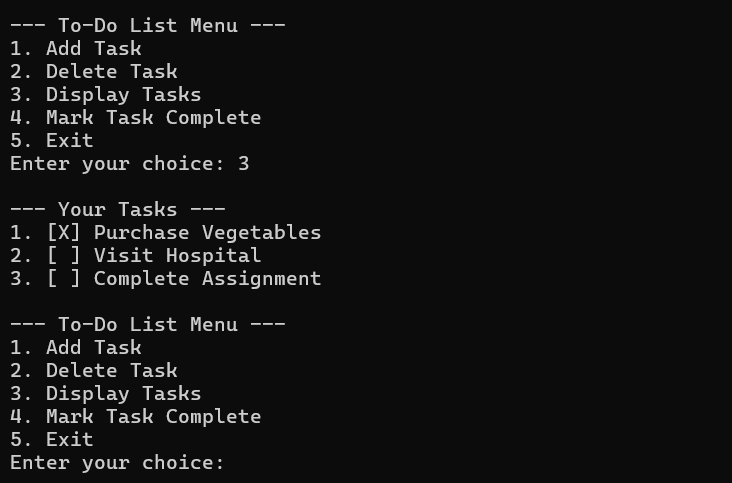 --- To-Do List Menu ---
1. Add Task
2. Delete Task
3. Display Tasks
4. Mark Task Complete
5. Exit
Enter your choice: 3
--- Your Tasks ---
1. [X] Purchase Vegetables
2. [ ] Visit Hospital
3. [ ] Complete Assignment
--- To-Do List Menu ---
1. Add Task
2. Delete Task
3. Display Tasks
4. Mark Task Complete
5. Exit
Enter your choice: